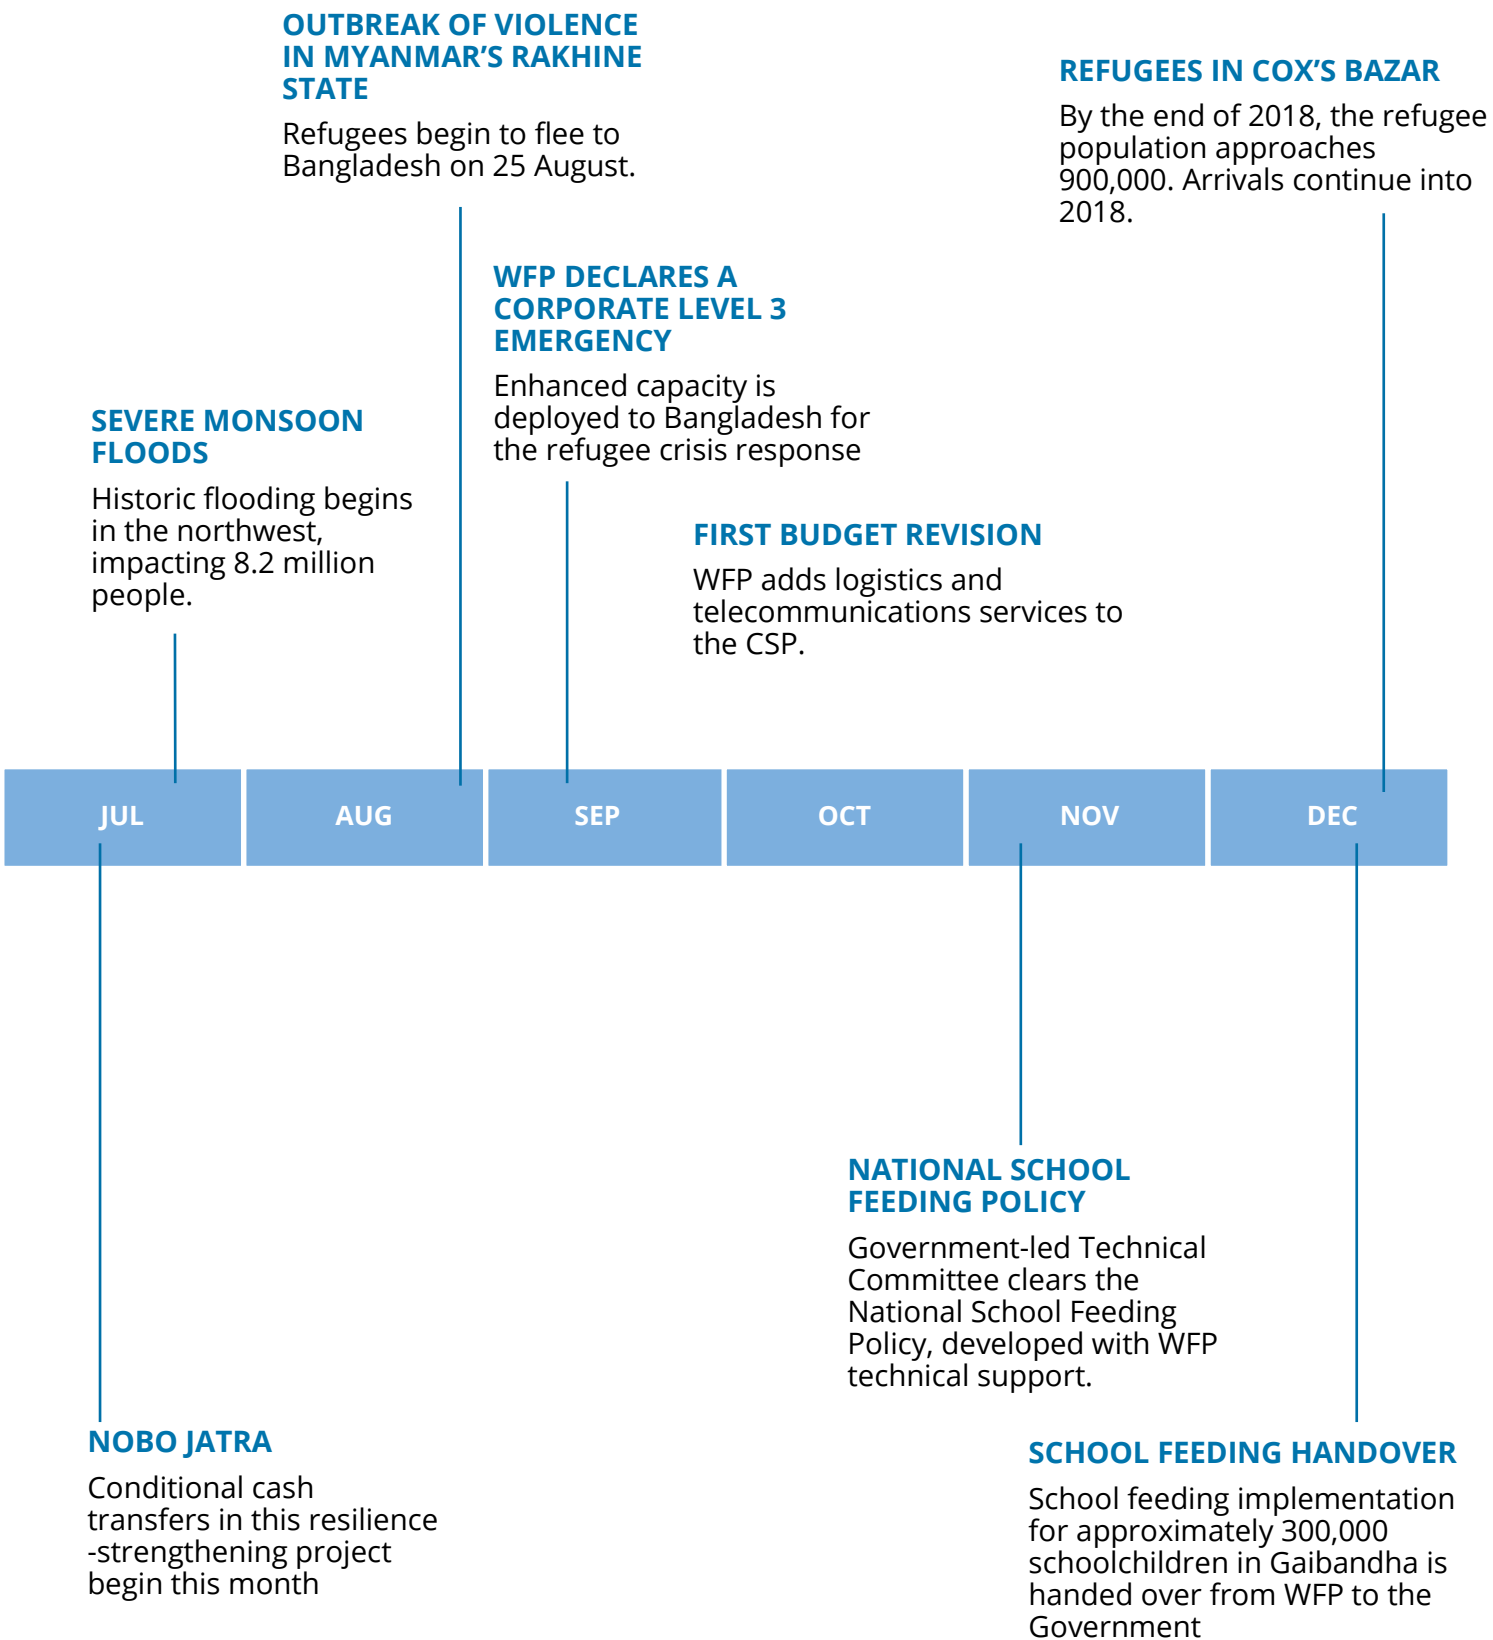 OUTBREAK OF VIOLENCE
IN MYANMAR'S RAKHINE
STATE
Refugees begin to flee to
Bangladesh on 25 August.
REFUGEES IN COX'S BAZAR
By the end of 2018, the refugee
population approaches
900,000. Arrivals continue into
2018.
WFP DECLARES A
CORPORATE LEVEL 3
EMERGENCY
Enhanced capacity is
deployed to Bangladesh for
the refugee crisis response
SEVERE MONSOON
FLOODS
Historic flooding begins
in the northwest,
impacting 8.2 million
people.
FIRST BUDGET REVISION
WFP adds logistics and
telecommunications services to
the CSP.
JUL
AUG
SEP
OCT
NOV
DEC
NATIONAL SCHOOL
FEEDING POLICY
Government-led Technical
Committee clears the
National School Feeding
Policy, developed with WFP
technical support.
NOBO JATRA
Conditional cash
transfers in this resilience
-strengthening project
begin this month
SCHOOL FEEDING HANDOVER
School feeding implementation
for approximately 300,000
schoolchildren in Gaibandha is
handed over from WFP to the
Government